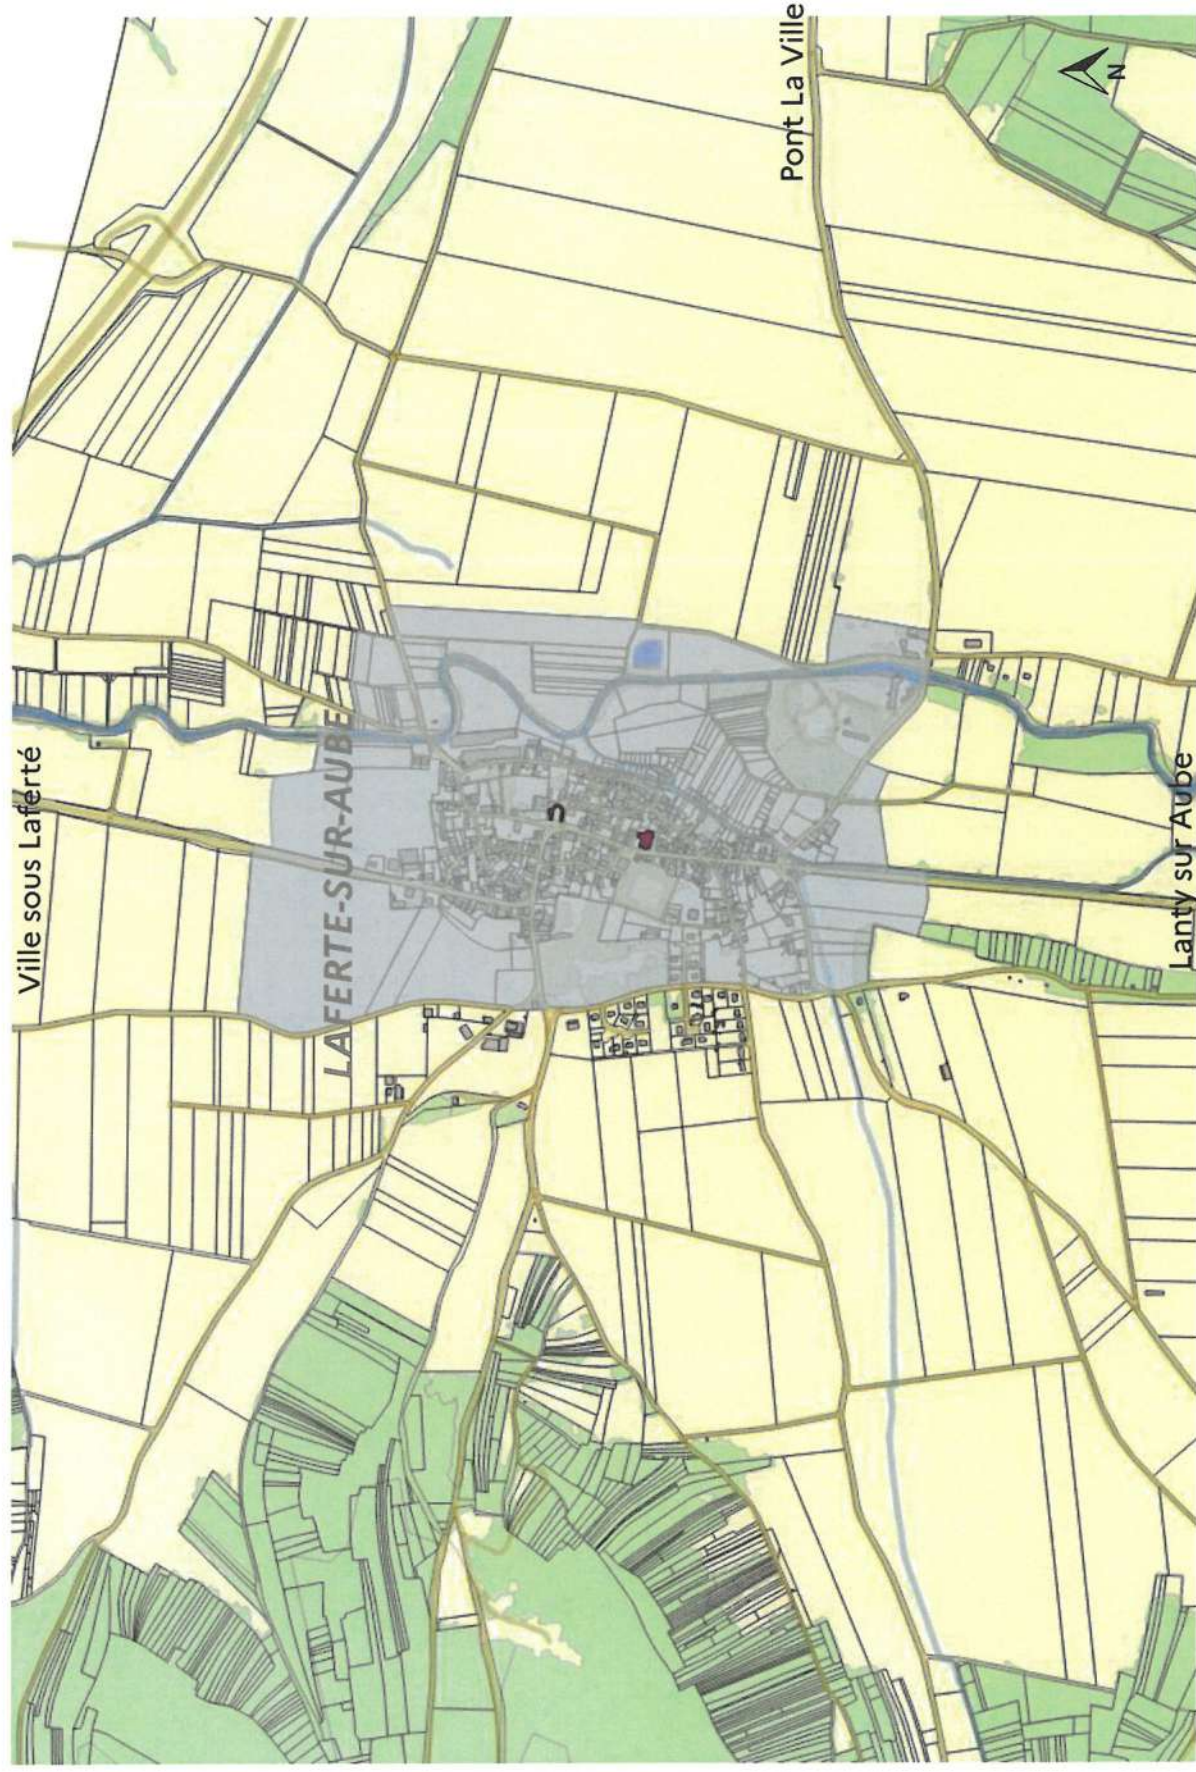 Ville sous Laferté
LAFERTE-SUR-AUBE
Pont La Ville
Lanty sur Aube
N